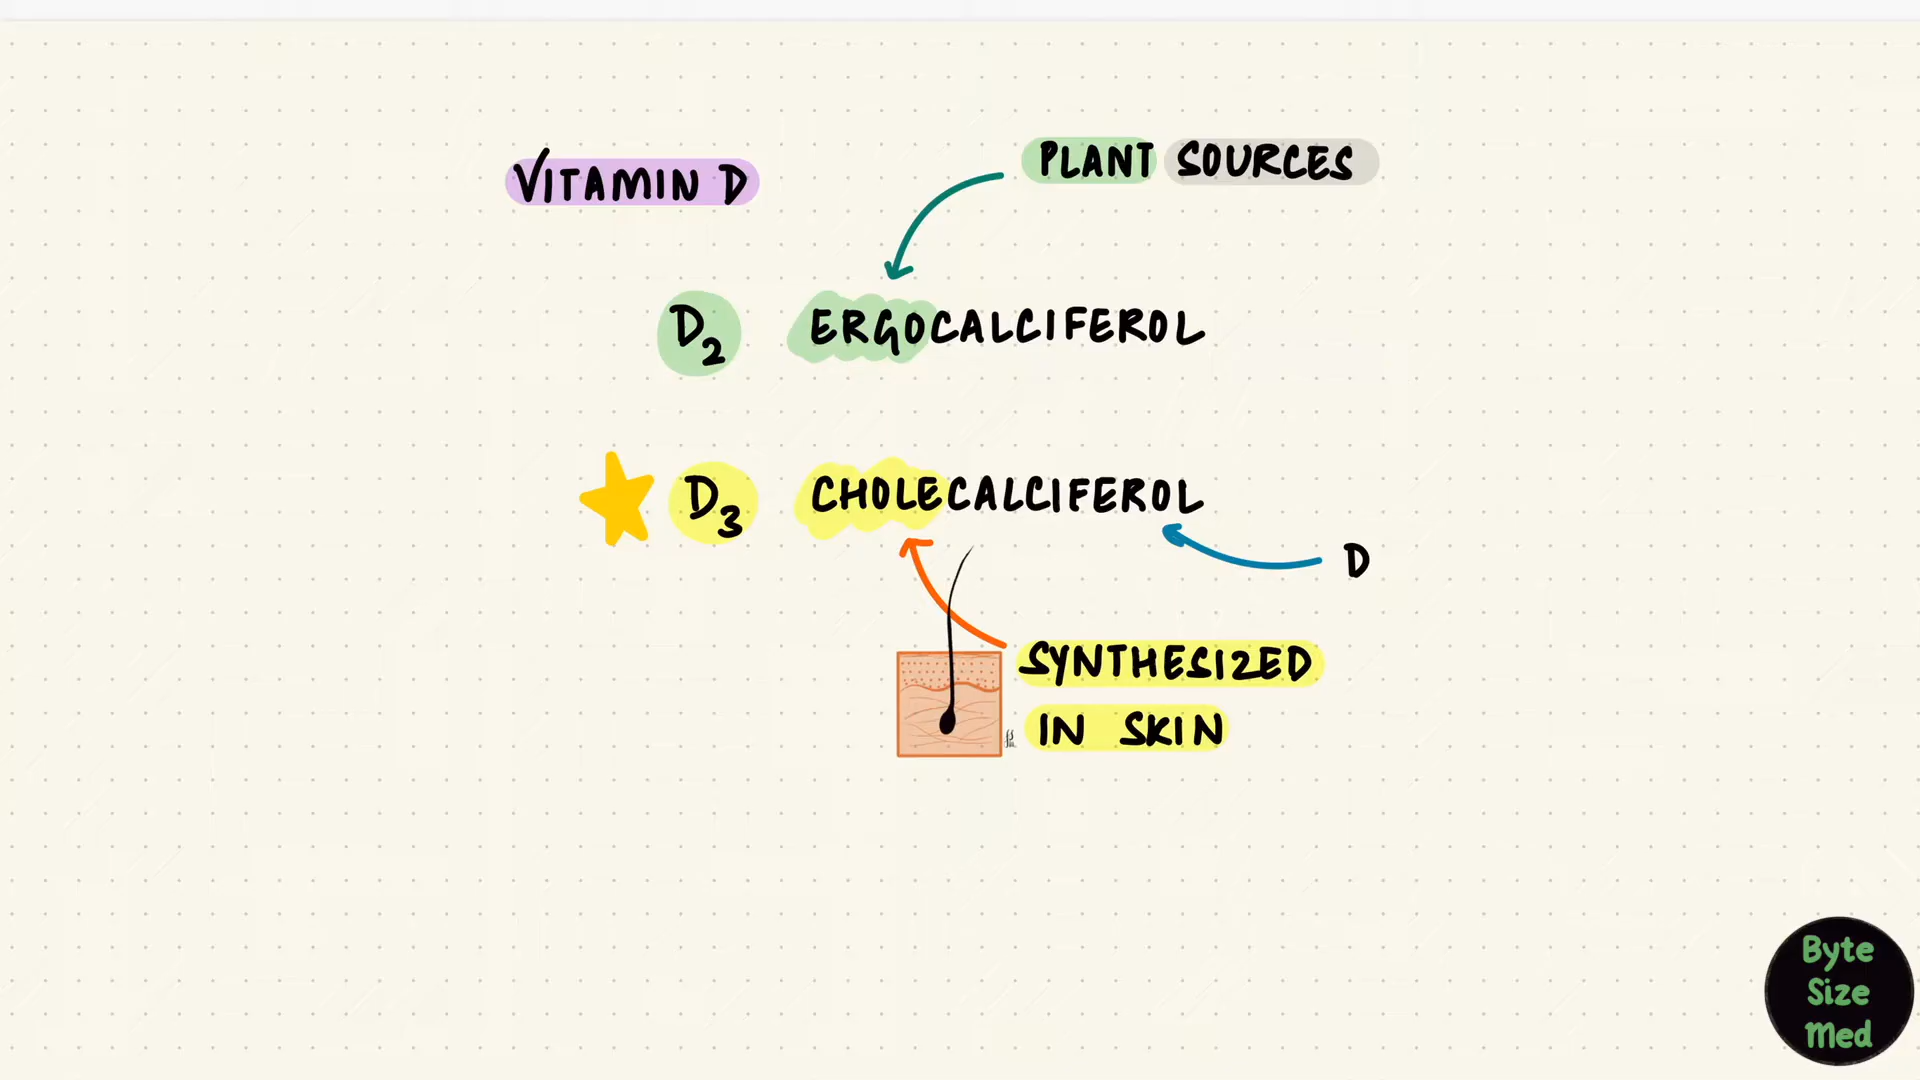 VITAMIN D
PLANT SOURCES
D2 ERGOCALCIFEROL
D3 CHOLECALCIFEROL
D
SYNTHESIZED
IN SKIN
Byte
Size
Med